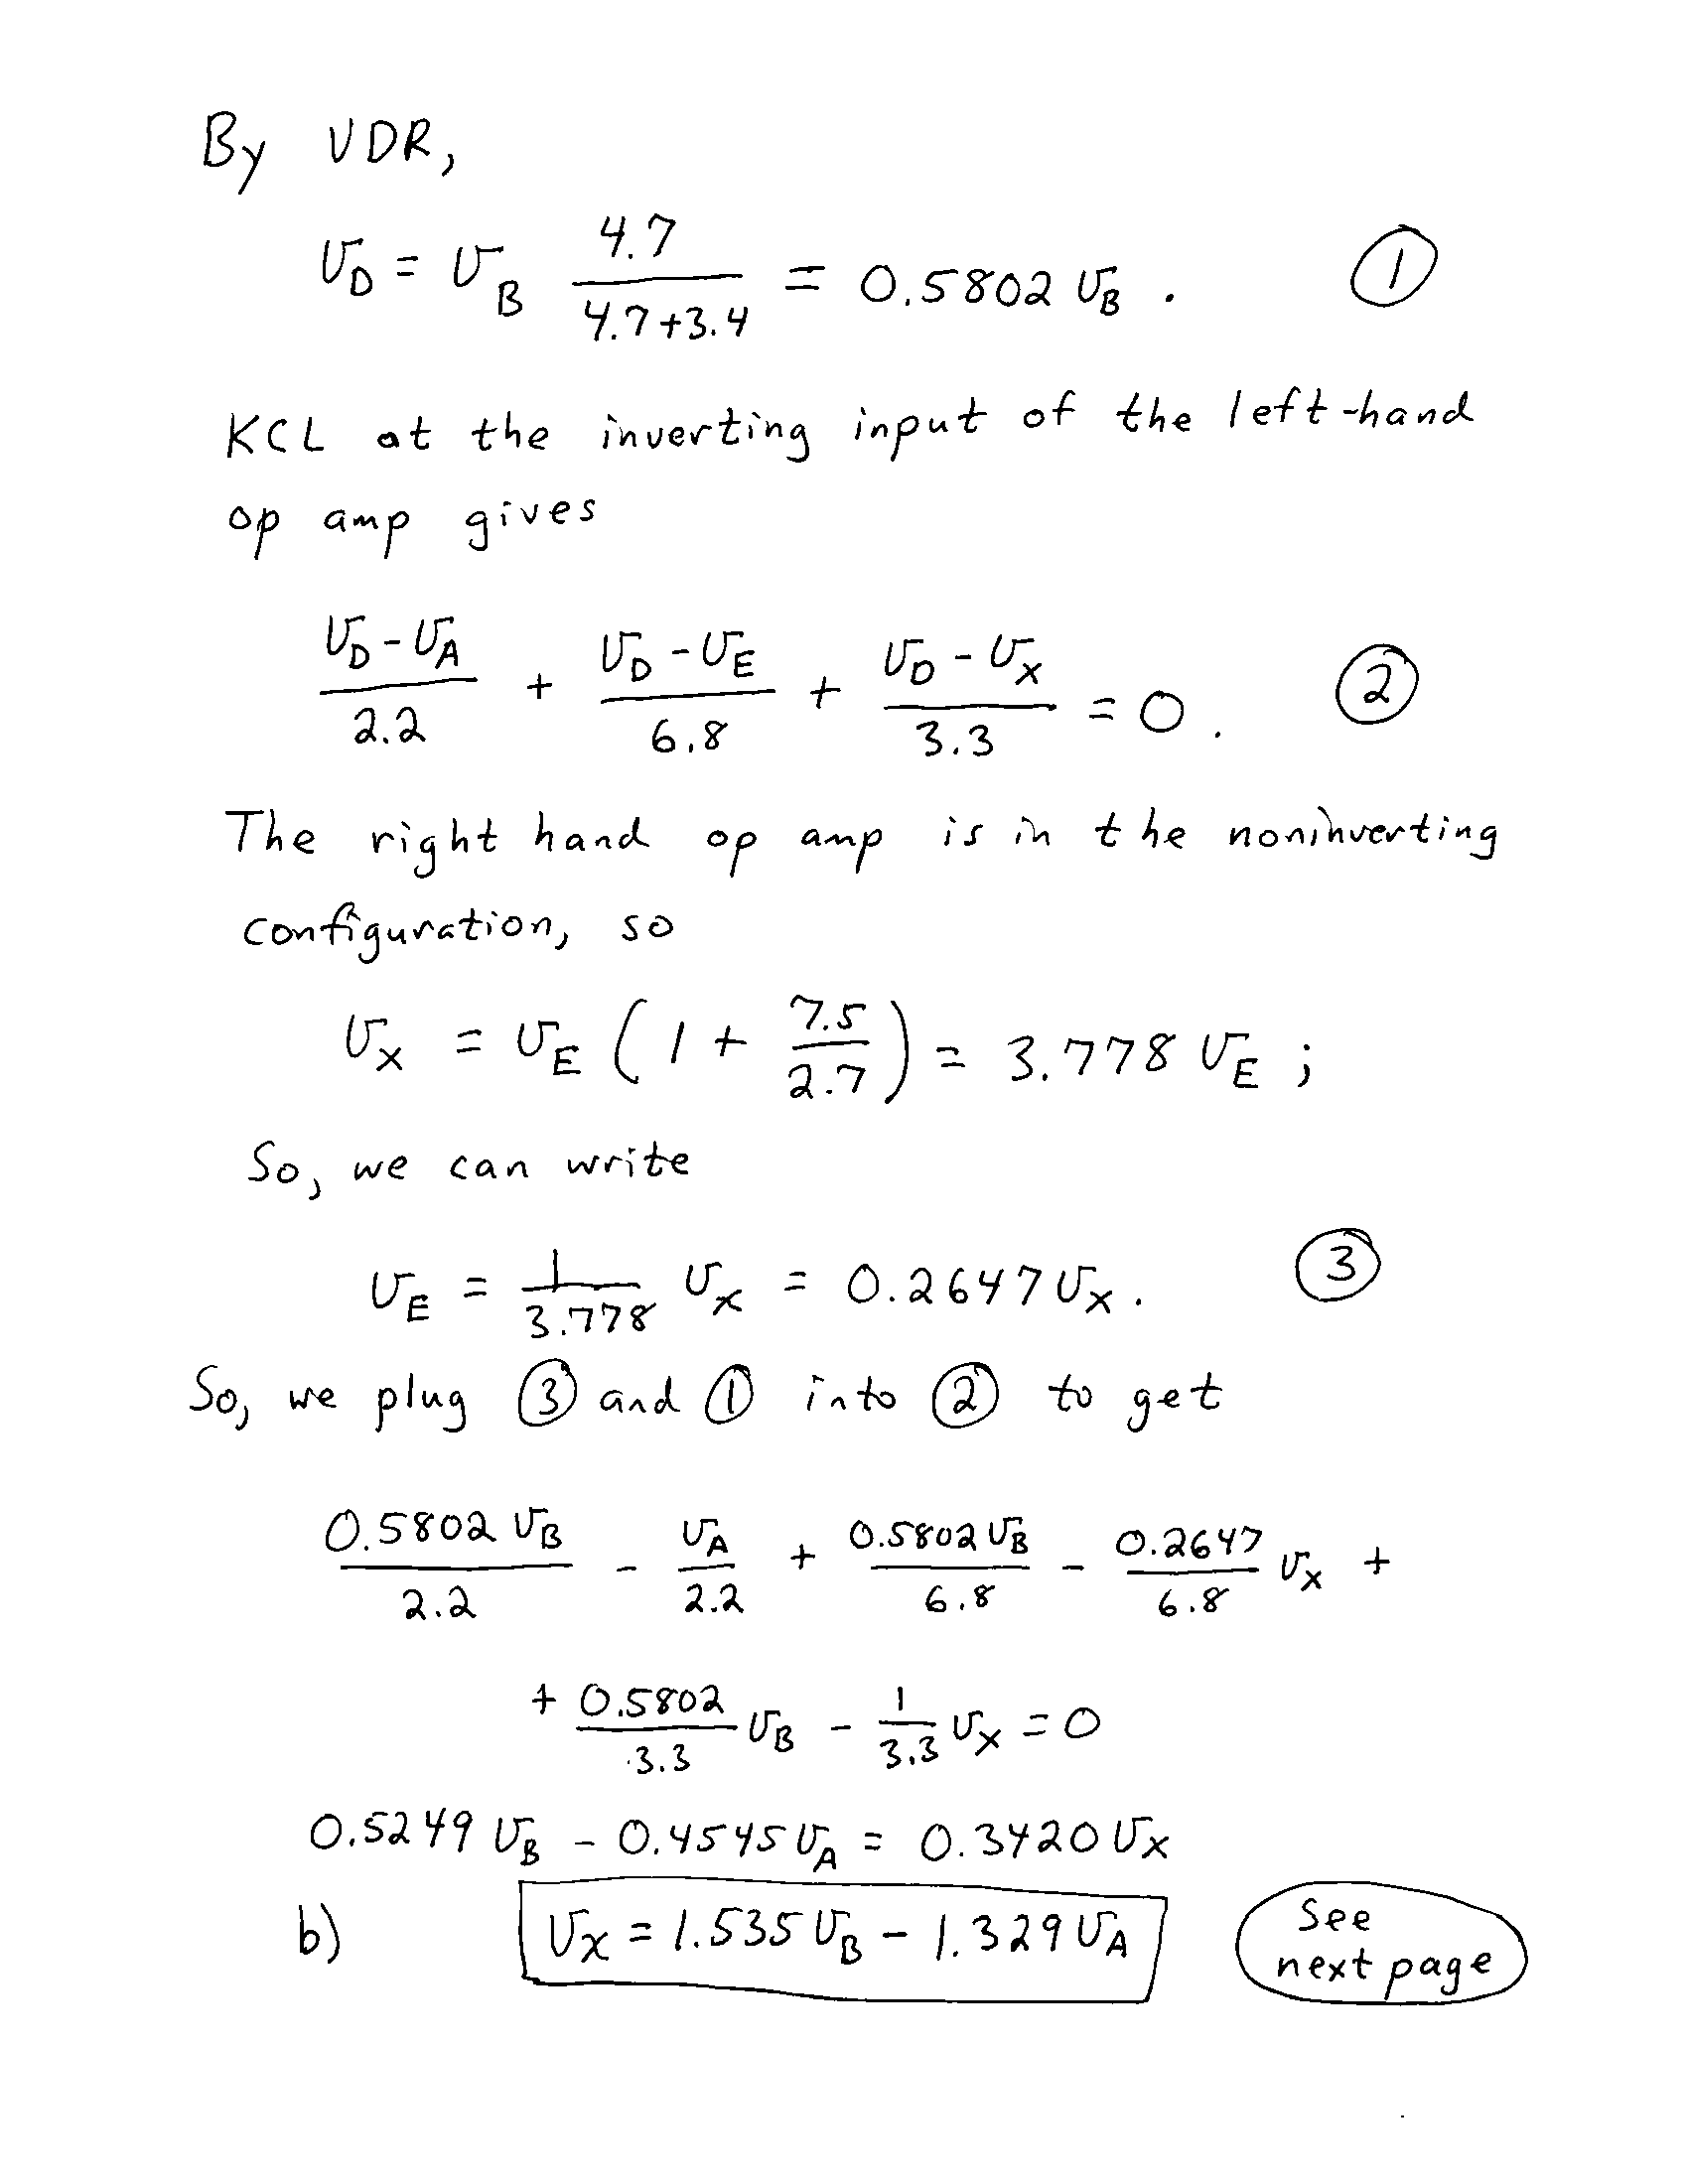 By VDR,
v_D = v_B 4.7/(4.7+3.4) = 0.5802 v_B . ①
KCL at the inverting input of the left-hand
op amp gives
(v_D - v_A)/2.2 + (v_D - v_E)/6.8 + (v_D - v_X)/3.3 = 0 . ②
The right hand op amp is in the noninverting
configuration, so
v_X = v_E (1 + 7.5/2.7) = 3.778 v_E ;
So, we can write
v_E = 1/3.778 v_X = 0.2647 v_X . ③
So, we plug ③ and ① into ② to get
0.5802 v_B/2.2 - v_A/2.2 + 0.5802 v_B/6.8 - 0.2647/6.8 v_X +
+ 0.5802/3.3 v_B - 1/3.3 v_X = 0
0.5249 v_B - 0.4545 v_A = 0.3420 v_X
b) v_X = 1.535 v_B - 1.329 v_A
See
next page